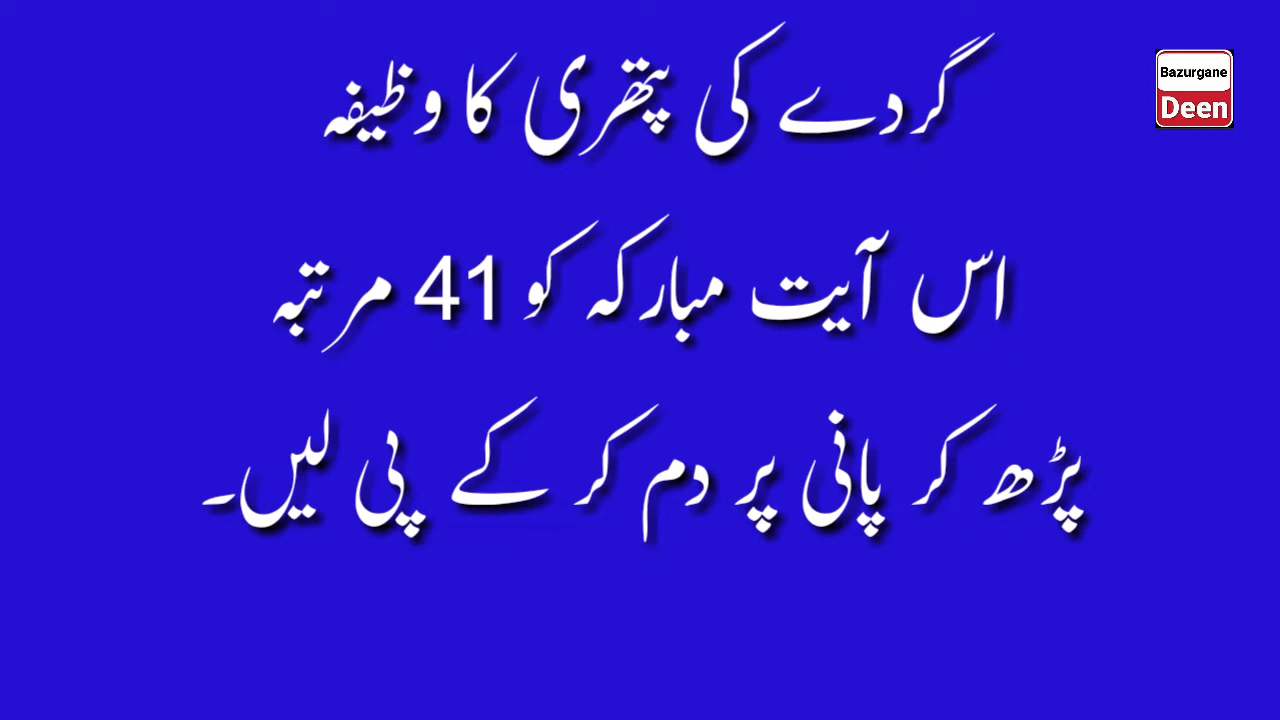 گردے کی پتھری کا وظیفہ
Bazurgane
Deen
اس آیت مبارکہ کو 41 مرتبہ
پڑھ کر پانی پر دم کر کے پی لیں۔